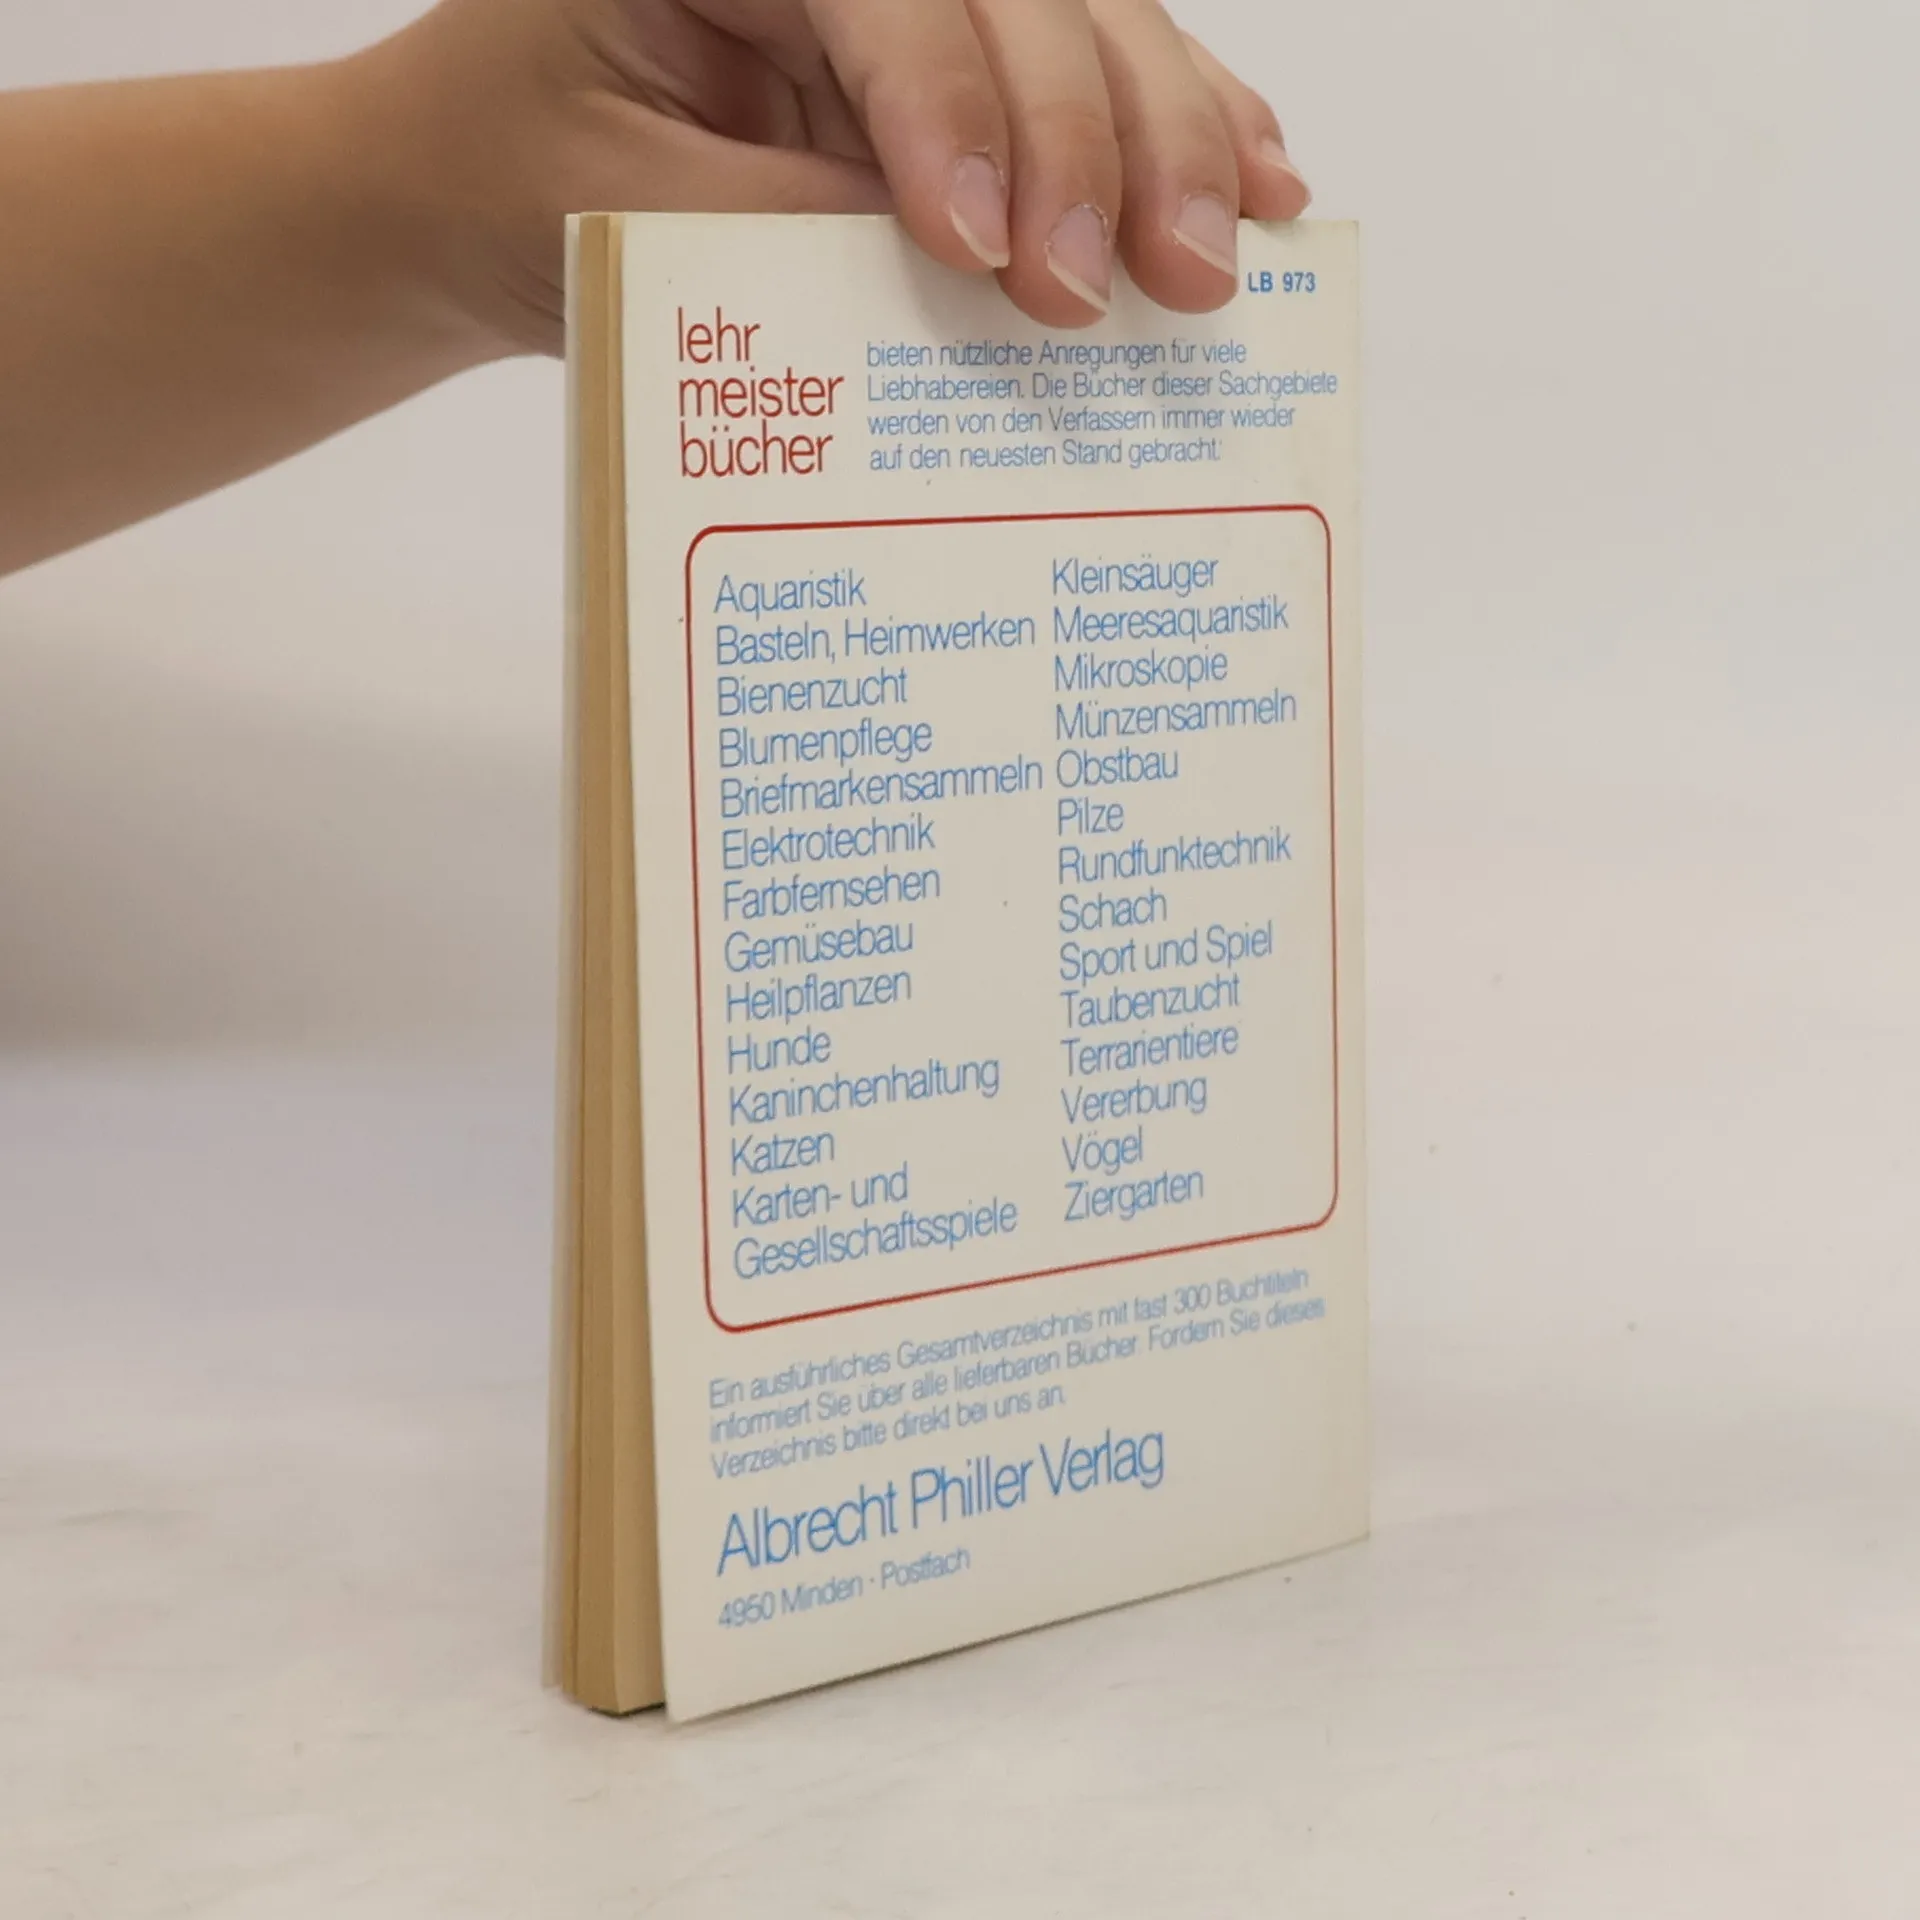 LB 973
lehr
meister
bücher
bieten nützliche Anregungen für viele
Liebhabereien. Die Bücher dieser Sachgebiete
werden von den Verfassern immer wieder
auf den neuesten Stand gebracht:
Aquaristik
Basteln, Heimwerken
Bienenzucht
Blumenpflege
Briefmarkensammeln
Elektrotechnik
Farbfernsehen
Gemüsebau
Heilpflanzen
Hunde
Kaninchenhaltung
Katzen
Karten- und
Gesellschaftsspiele
Kleinsäuger
Meeresaquaristik
Mikroskopie
Münzensammeln
Obstbau
Pilze
Rundfunktechnik
Schach
Sport und Spiel
Taubenzucht
Terrarientiere
Vererbung
Vögel
Ziergarten
Ein ausführliches Gesamtverzeichnis mit fast 300 Buchtiteln
informiert Sie über alle lieferbaren Bücher. Fordern Sie dieses
Verzeichnis bitte direkt bei uns an.
Albrecht Philler Verlag
4950 Minden · Postfach